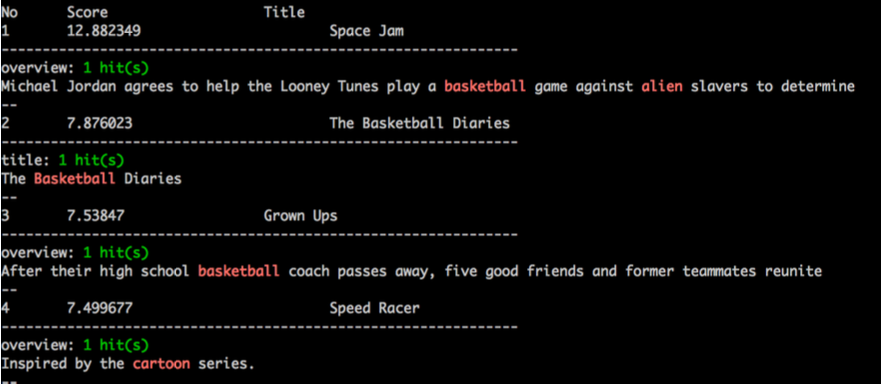 No Score Title
1 12.882349 Space Jam
---------------------------------------------------------------
overview: 1 hit(s)
Michael Jordan agrees to help the Looney Tunes play a basketball game against alien slavers to determine
--
2 7.876023 The Basketball Diaries
---------------------------------------------------------------
title: 1 hit(s)
The Basketball Diaries
--
3 7.53847 Grown Ups
---------------------------------------------------------------
overview: 1 hit(s)
After their high school basketball coach passes away, five good friends and former teammates reunite
--
4 7.499677 Speed Racer
---------------------------------------------------------------
overview: 1 hit(s)
Inspired by the cartoon series.
--